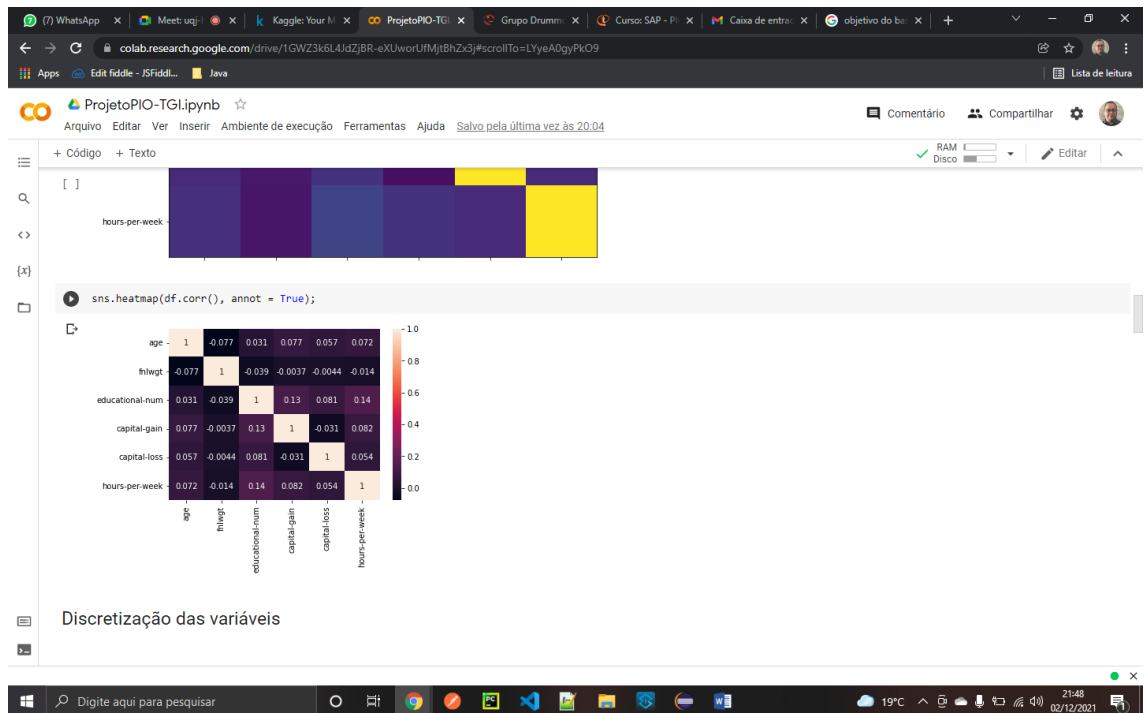 (7) WhatsApp
Meet: uqj-
Kaggle: Your M
ProjetoPIO-TGI
Grupo Drummo
Curso: SAP - Pl
Caixa de entrad
objetivo do ba
colab.research.google.com/drive/1GWZ3k6L4JdZjBR-eXUworUfMjtBhZx3j#scrollTo=LYyeA0gyPkO9
Apps
Edit fiddle - JSFiddl...
Java
Lista de leitura
CO
ProjetoPIO-TGI.ipynb
Comentário
Compartilhar
Arquivo Editar Ver Inserir Ambiente de execução Ferramentas Ajuda Salvo pela última vez às 20:04
+ Código + Texto
RAM
Disco
Editar
[ ]
hours-per-week
{x}
sns.heatmap(df.corr(), annot = True);
age 1 -0.077 0.031 0.077 0.057 0.072
fnlwgt -0.077 1 -0.039 -0.0037 -0.0044 -0.014
educational-num 0.031 -0.039 1 0.13 0.081 0.14
capital-gain 0.077 -0.0037 0.13 1 -0.031 0.082
capital-loss 0.057 -0.0044 0.081 -0.031 1 0.054
hours-per-week 0.072 -0.014 0.14 0.082 0.054 1
age
fnlwgt
educational-num
capital-gain
capital-loss
hours-per-week
1.0
0.8
0.6
0.4
0.2
0.0
Discretização das variáveis
Digite aqui para pesquisar
19°C
21:48
02/12/2021